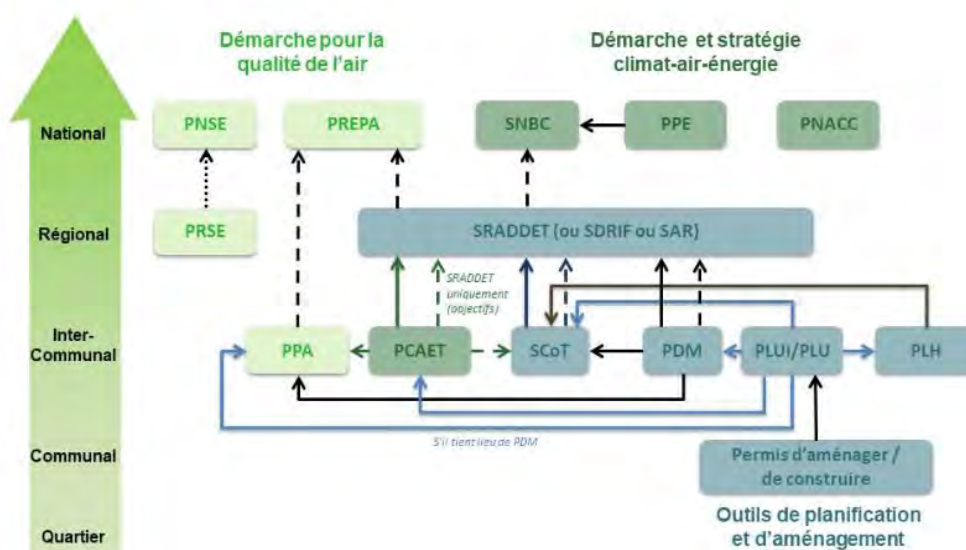 Démarche pour la
qualité de l'air
Démarche et stratégie
climat-air-énergie
National
PNSE
PREPA
SNBC
PPE
PNACC
Régional
PRSE
SRADDET (ou SDRIF ou SAR)
SRADDET
uniquement
(objectifs)
Inter-
Communal
PPA
PCAET
SCoT
PDM
PLUi/PLU
PLH
S'il tient lieu de PDM
Communal
Permis d'aménager /
de construire
Quartier
Outils de planification
et d'aménagement